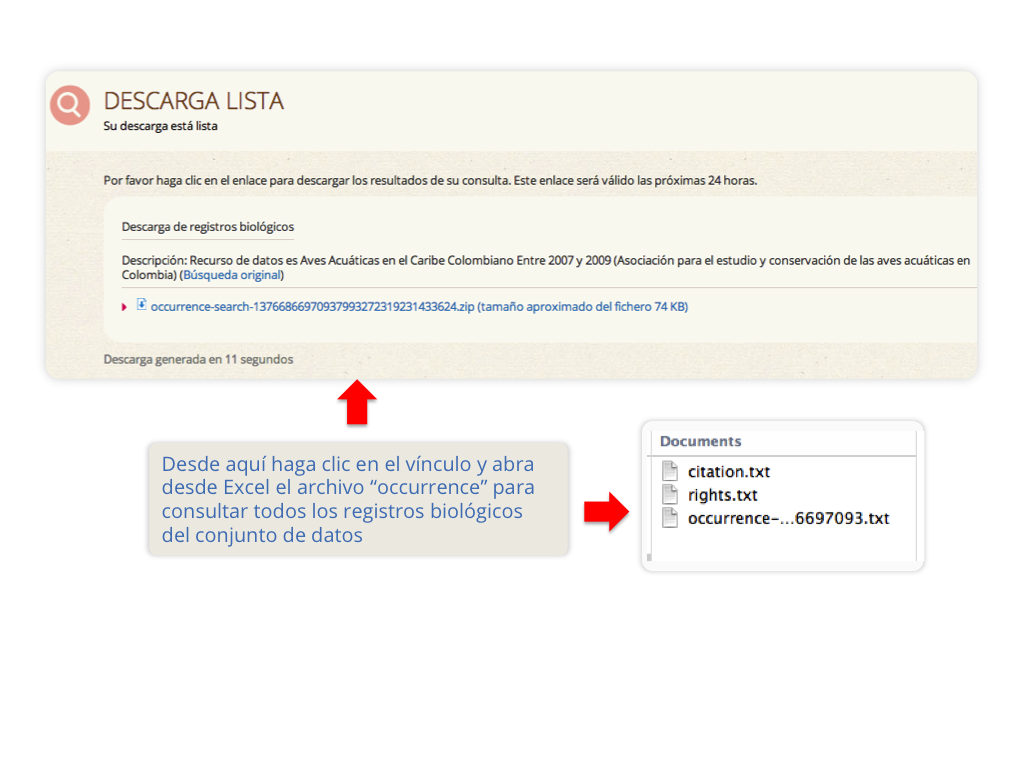 DESCARGA LISTA
Su descarga está lista
Por favor haga clic en el enlace para descargar los resultados de su consulta. Este enlace será válido las próximas 24 horas.
Descarga de registros biológicos
Descripción: Recurso de datos es Aves Acuáticas en el Caribe Colombiano Entre 2007 y 2009 (Asociación para el estudio y conservación de las aves acuáticas en
Colombia) (Búsqueda original)
occurrence-search-13766866970937993272319231433624.zip (tamaño aproximado del fichero 74 KB)
Descarga generada en 11 segundos
Desde aquí haga clic en el vínculo y abra
desde Excel el archivo “occurrence” para
consultar todos los registros biológicos
del conjunto de datos
Documents
citation.txt
rights.txt
occurrence-...6697093.txt